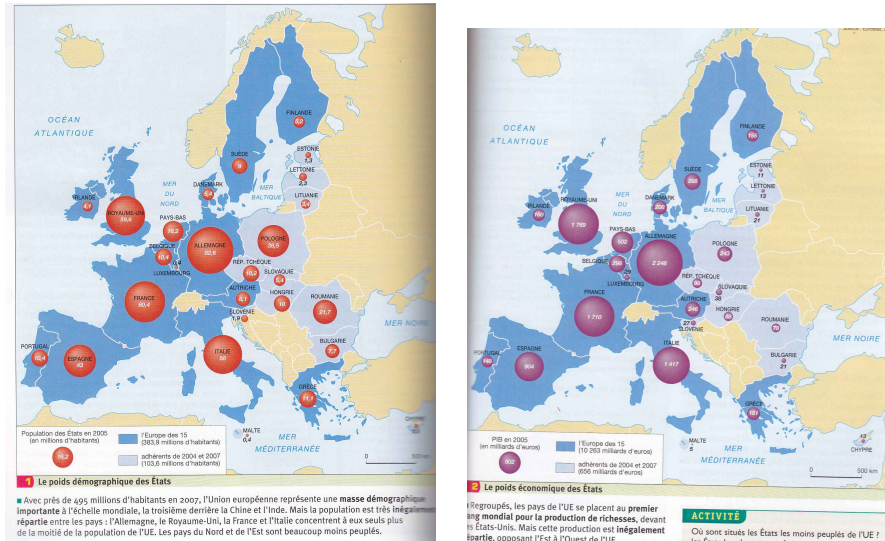 OCÉAN
ATLANTIQUE
FINLANDE
5,2
SUÈDE
9
ESTONIE
1,3
LETTONIE
2,3
LITUANIE
3,4
MER
DU
NORD
DANEMARK
5,4
MER
BALTIQUE
IRLANDE
4,1
ROYAUME-UNI
PAYS-BAS
16,2
BELGIQUE
10,4
0,4
LUXEMBOURG
ALLEMAGNE
82,6
POLOGNE
38,5
RÉP. TCHÈQUE
10,2
SLOVAQUIE
5,4
AUTRICHE
8,1
HONGRIE
10
SLOVÉNIE
1,9
FRANCE
60,4
ROUMANIE
21,7
BULGARIE
7,7
MER NOIRE
PORTUGAL
10,4
ESPAGNE
43
ITALIE
58
GRÈCE
11,1
MALTE
0,4
CHYPRE
MER
MÉDITERRANÉE
Population des États en 2005
(en millions d'habitants)
16,2
l'Europe des 15
(383,9 millions d'habitants)
adhérents de 2004 et 2007
(103,6 millions d'habitants)
0 500 km
1 Le poids démographique des États
Avec près de 495 millions d'habitants en 2007, l'Union européenne représente une masse démographique
importante à l'échelle mondiale, la troisième derrière la Chine et l'Inde. Mais la population est très
répartie entre les pays : l'Allemagne, le Royaume-Uni, la France et l'Italie concentrent à eux seuls plus
de la moitié de la population de l'UE. Les pays du Nord et de l'Est sont beaucoup moins peuplés.
OCÉAN
ATLANTIQUE
FINLANDE
SUÈDE
ESTONIE
11
LETTONIE
13
LITUANIE
21
MER
DU
NORD
DANEMARK
MER
BALTIQUE
IRLANDE
160
ROYAUME-UNI
1 789
PAYS-BAS
502
BELGIQUE
298
LUXEMBOURG
ALLEMAGNE
2 246
POLOGNE
243
RÉP. TCHÈQUE
SLOVAQUIE
38
AUTRICHE
246
HONGRIE
27
SLOVÉNIE
FRANCE
1 710
ROUMANIE
79
BULGARIE
21
MER NOIRE
PORTUGAL
ESPAGNE
904
ITALIE
1 417
GRÈCE
181
MALTE
5
13
CHYPRE
MER
MÉDITERRANÉE
PIB en 2005
(en milliards d'euros)
502
l'Europe des 15
(10 263 milliards d'euros)
adhérents de 2004 et 2007
(656 milliards d'euros)
0 500 km
2 Le poids économique des États
Regroupés, les pays de l'UE se placent au premier
rang mondial pour la production de richesses, devant
les États-Unis. Mais cette production est inégalement
répartie, opposant l'Est à l'Ouest de l'UE.
ACTIVITÉ
Où sont situés les États les moins peuplés de l'UE ?